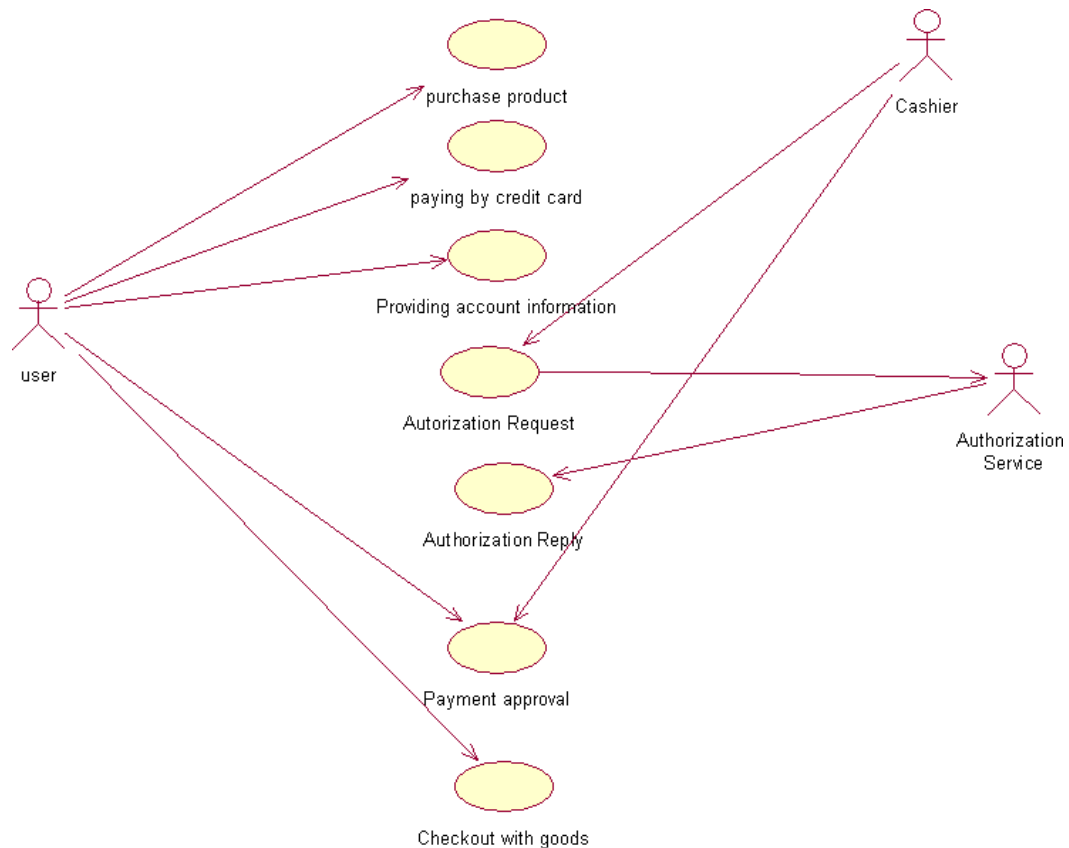 purchase product
Cashier
paying by credit card
Providing account information
user
Autorization Request
Authorization
Service
Authorization Reply
Payment approval
Checkout with goods